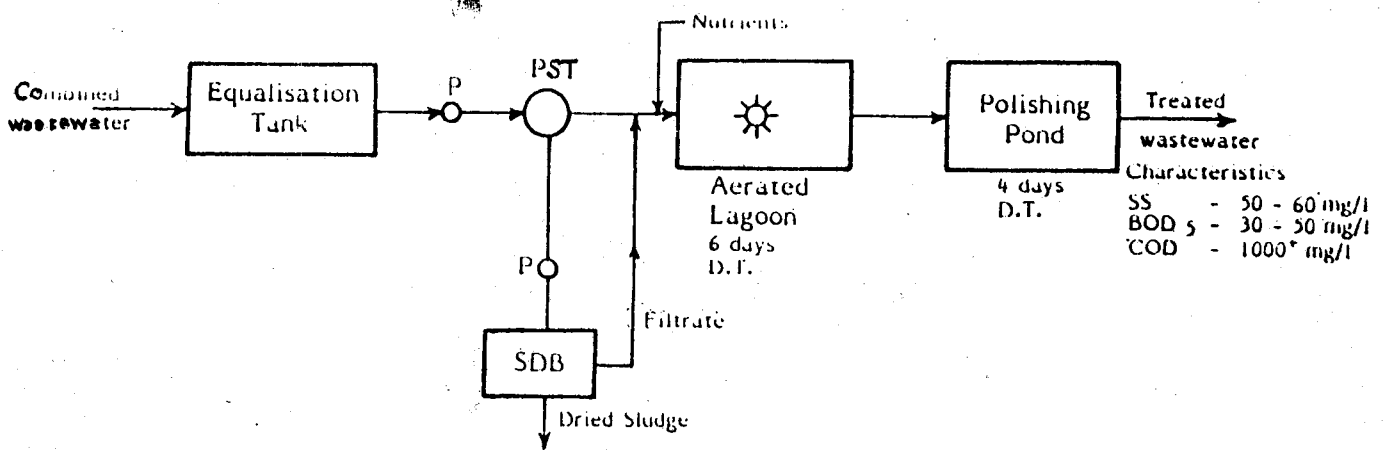 Nutrients
Combined
wastewater
Equalisation
Tank
P
PST
Aerated
Lagoon
6 days
D.T.
Polishing
Pond
4 days
D.T.
Treated
wastewater
Characteristics
SS - 50 - 60 mg/l
BOD 5 - 30 - 50 mg/l
COD - 1000+ mg/l
P
SDB
Filtrate
Dried Sludge